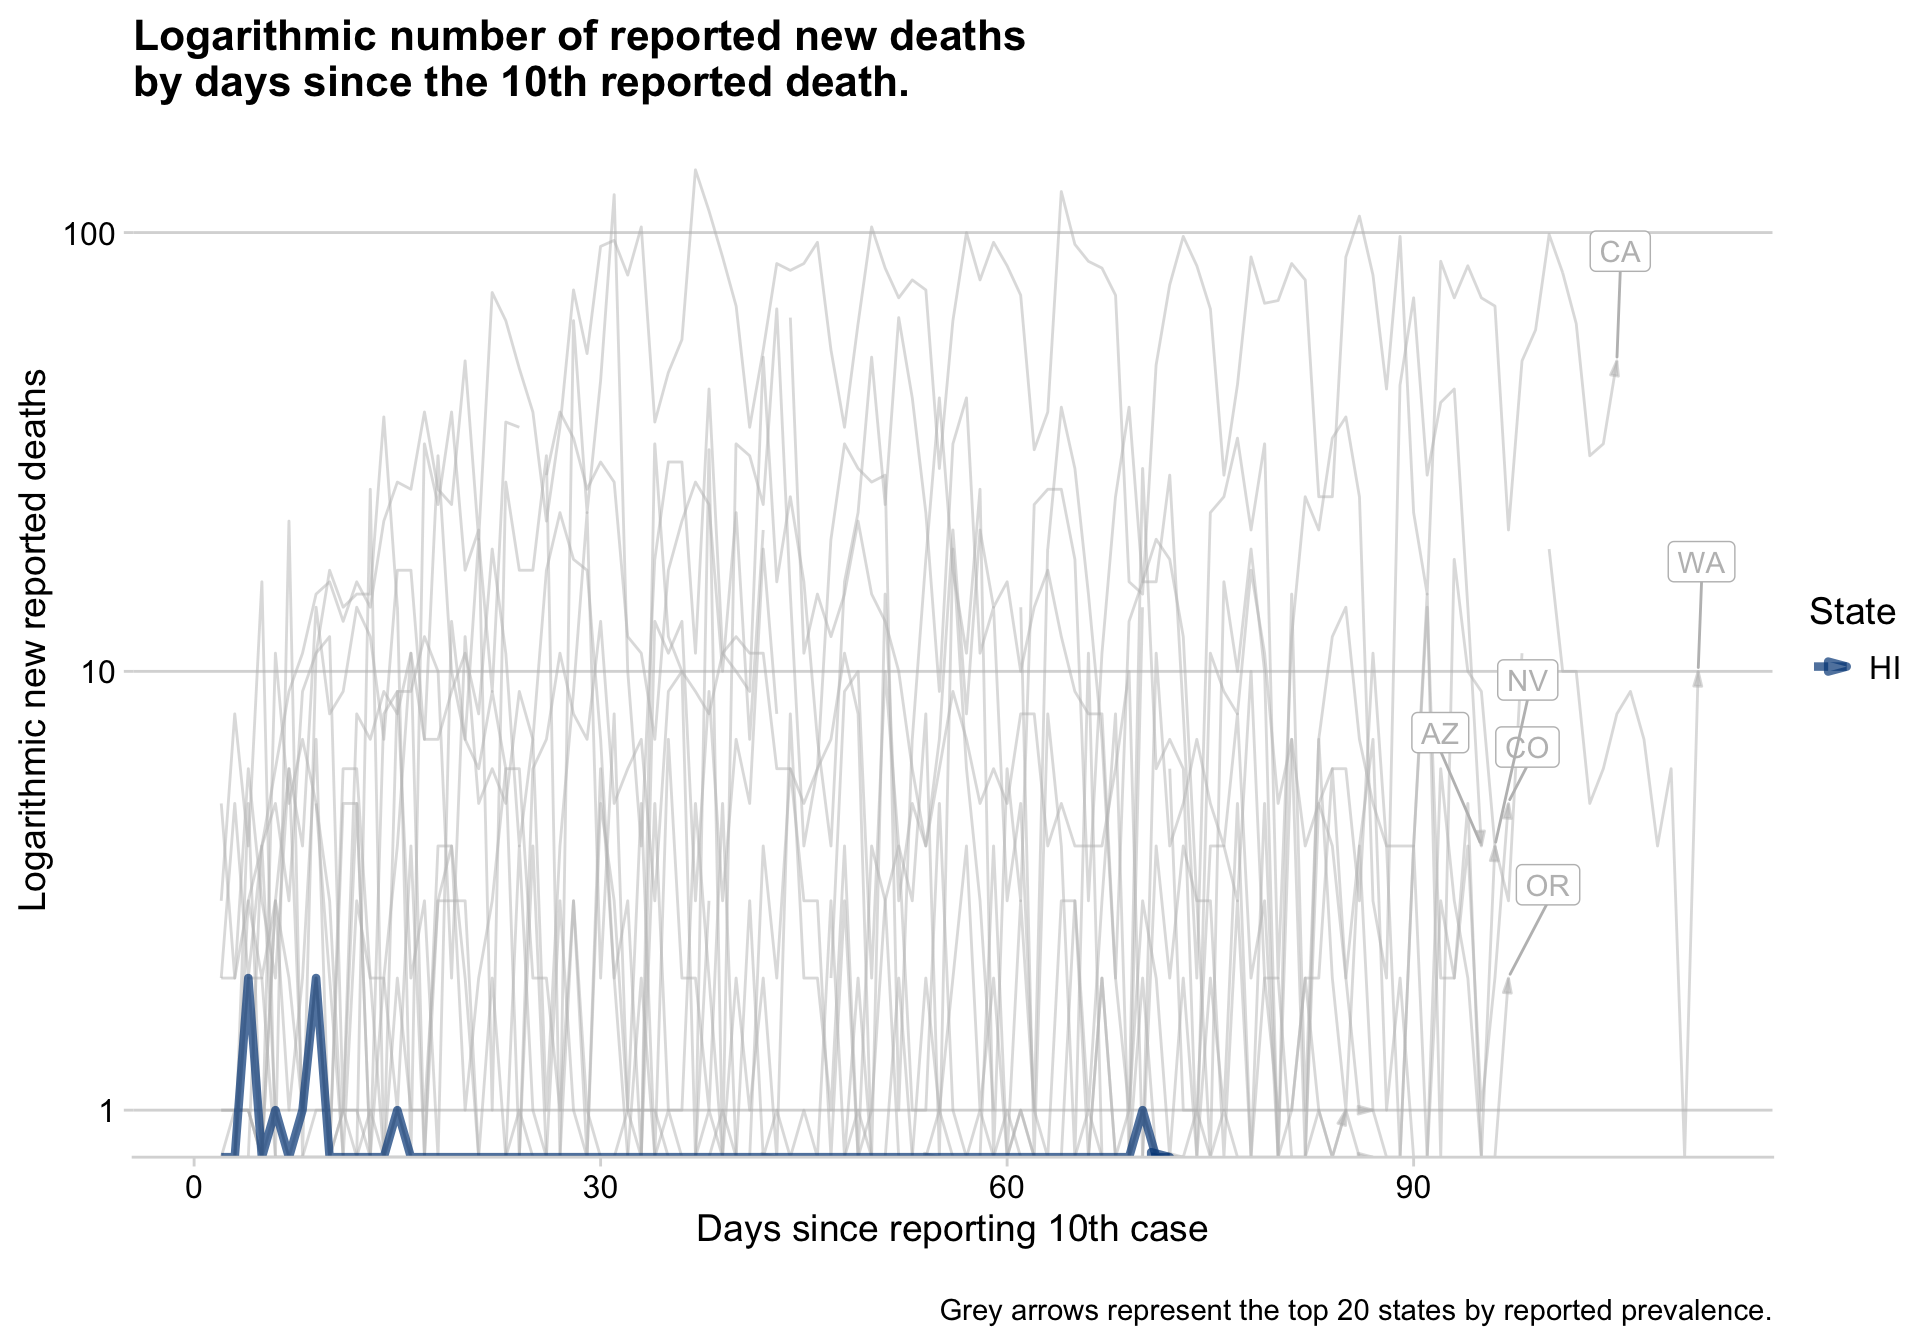 Logarithmic number of reported new deaths
by days since the 10th reported death.
Logarithmic new reported deaths
100
10
1
CA
WA
NV
AZ
CO
OR
State
HI
0
30
60
90
Days since reporting 10th case
Grey arrows represent the top 20 states by reported prevalence.